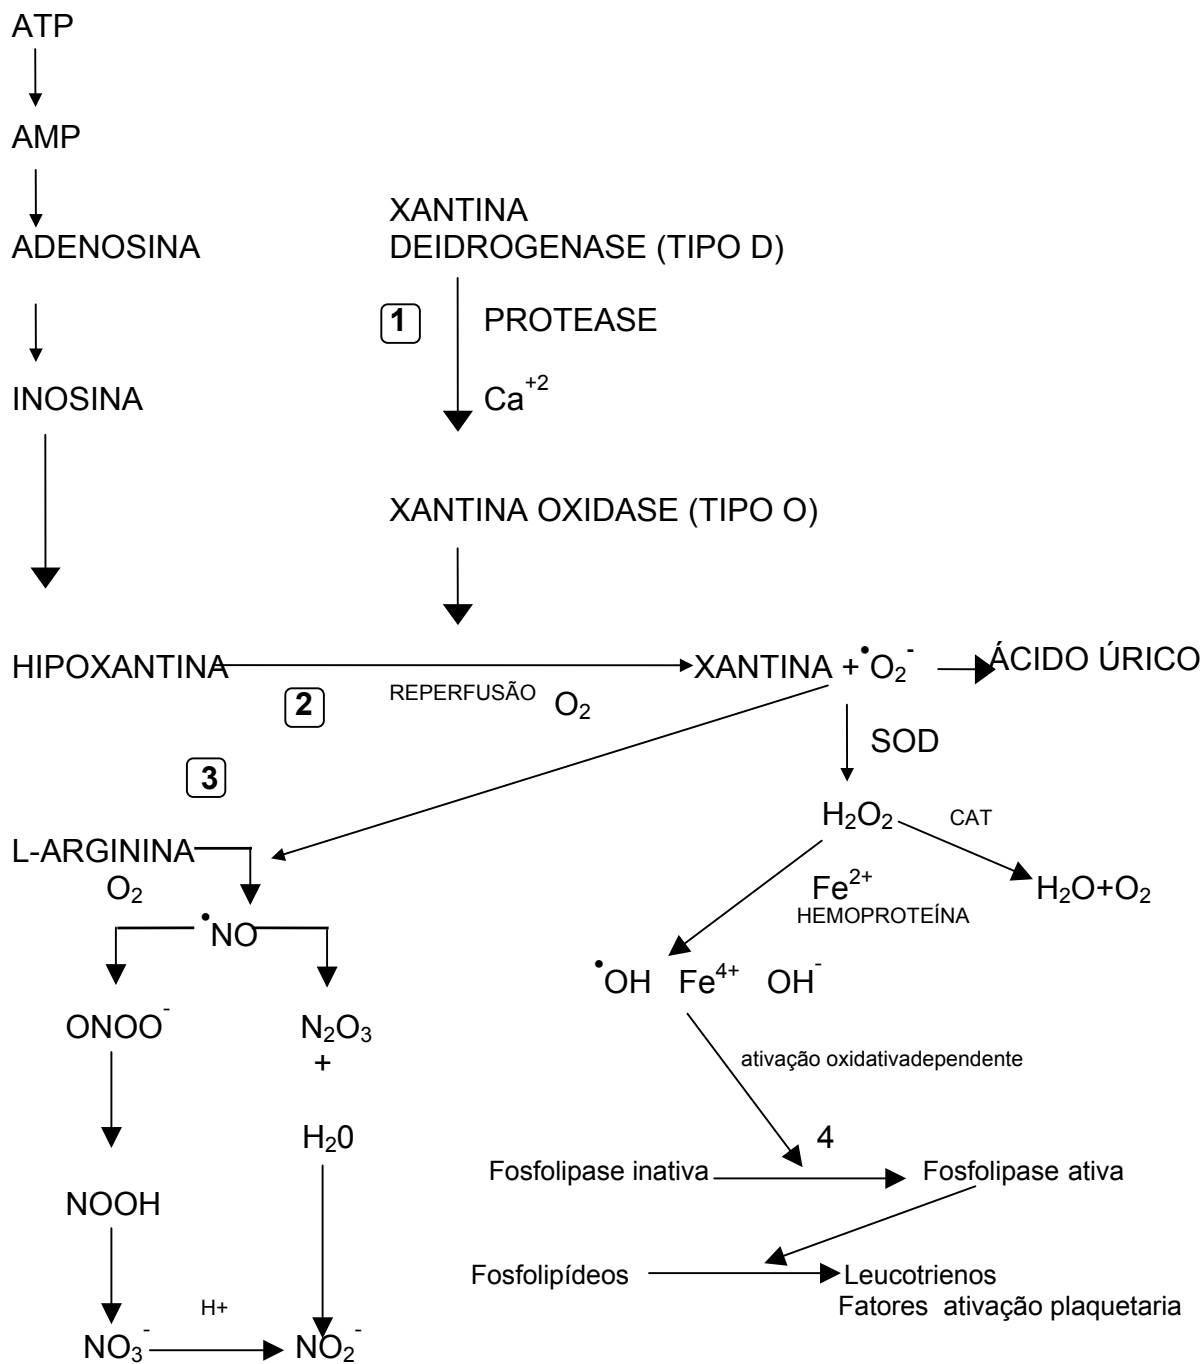 ATP
AMP
ADENOSINA
INOSINA
XANTINA
DEIDROGENASE (TIPO D)
1 PROTEASE
Ca+2
XANTINA OXIDASE (TIPO O)
HIPOXANTINA
2
REPERFUSÃO O2
XANTINA + •O2-
ÁCIDO ÚRICO
SOD
H2O2
CAT
H2O+O2
Fe2+
HEMOPROTEÍNA
•OH Fe4+ OH-
ativação oxidativadependente
4
Fosfolipase inativa
Fosfolipase ativa
Fosfolipídeos
Leucotrienos
Fatores ativação plaquetaria
3
L-ARGININA
O2
•NO
ONOO-
N2O3
+
H20
NOOH
NO3-
H+
NO2-